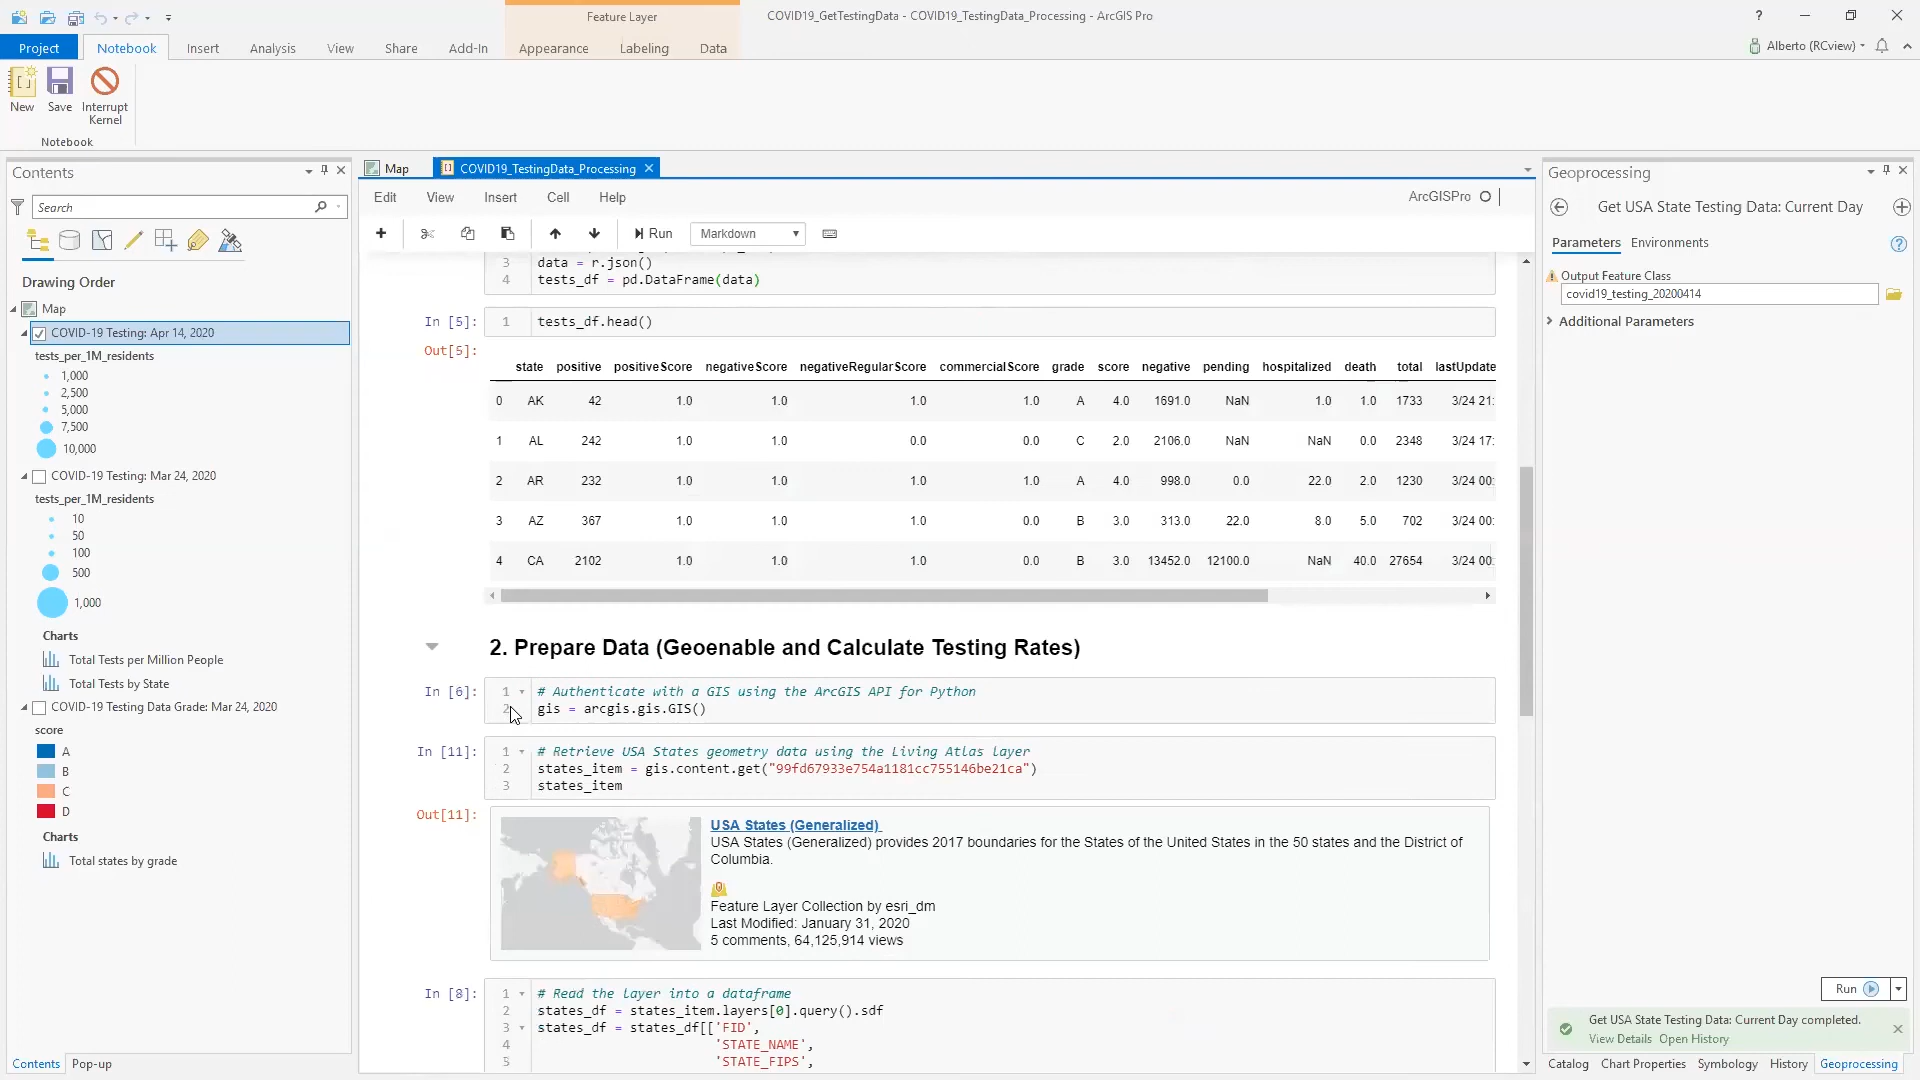 Feature Layer
COVID19_GetTestingData - COVID19_TestingData_Processing - ArcGIS Pro
?
Project Notebook Insert Analysis View Share Add-In Appearance Labeling Data
Alberto (RCview)
New Save Interrupt Kernel
Notebook
Contents
Search
Drawing Order
Map
COVID-19 Testing: Apr 14, 2020
tests_per_1M_residents
1,000
2,500
5,000
7,500
10,000
COVID-19 Testing: Mar 24, 2020
tests_per_1M_residents
10
50
100
500
1,000
Charts
Total Tests per Million People
Total Tests by State
COVID-19 Testing Data Grade: Mar 24, 2020
score
A
B
C
D
Charts
Total states by grade
Contents Pop-up
Map COVID19_TestingData_Processing
Edit View Insert Cell Help ArcGISPro
Run Markdown
3 data = r.json()
4 tests_df = pd.DataFrame(data)
In [5]: 1 tests_df.head()
Out[5]:
state positive positiveScore negativeScore negativeRegularScore commercialScore grade score negative pending hospitalized death total lastUpdate
0 AK 42 1.0 1.0 1.0 1.0 A 4.0 1691.0 NaN 1.0 1.0 1733 3/24 21:
1 AL 242 1.0 1.0 0.0 0.0 C 2.0 2106.0 NaN NaN 0.0 2348 3/24 17:
2 AR 232 1.0 1.0 1.0 1.0 A 4.0 998.0 0.0 22.0 2.0 1230 3/24 00:
3 AZ 367 1.0 1.0 1.0 0.0 B 3.0 313.0 22.0 8.0 5.0 702 3/24 00:
4 CA 2102 1.0 1.0 1.0 0.0 B 3.0 13452.0 12100.0 NaN 40.0 27654 3/24 00:
2. Prepare Data (Geoenable and Calculate Testing Rates)
In [6]: 1 # Authenticate with a GIS using the ArcGIS API for Python
2 gis = arcgis.gis.GIS()
In [11]: 1 # Retrieve USA States geometry data using the Living Atlas layer
2 states_item = gis.content.get("99fd67933e754a1181cc755146be21ca")
3 states_item
Out[11]:
USA States (Generalized)
USA States (Generalized) provides 2017 boundaries for the States of the United States in the 50 states and the District of
Columbia.
Feature Layer Collection by esri_dm
Last Modified: January 31, 2020
5 comments, 64,125,914 views
In [8]: 1 # Read the layer into a dataframe
2 states_df = states_item.layers[0].query().sdf
3 states_df = states_df[['FID',
4 'STATE_NAME',
5 'STATE_FIPS',
Geoprocessing
Get USA State Testing Data: Current Day
Parameters Environments
?
Output Feature Class
covid19_testing_20200414
Additional Parameters
Run
Get USA State Testing Data: Current Day completed.
View Details Open History
Catalog Chart Properties Symbology History Geoprocessing